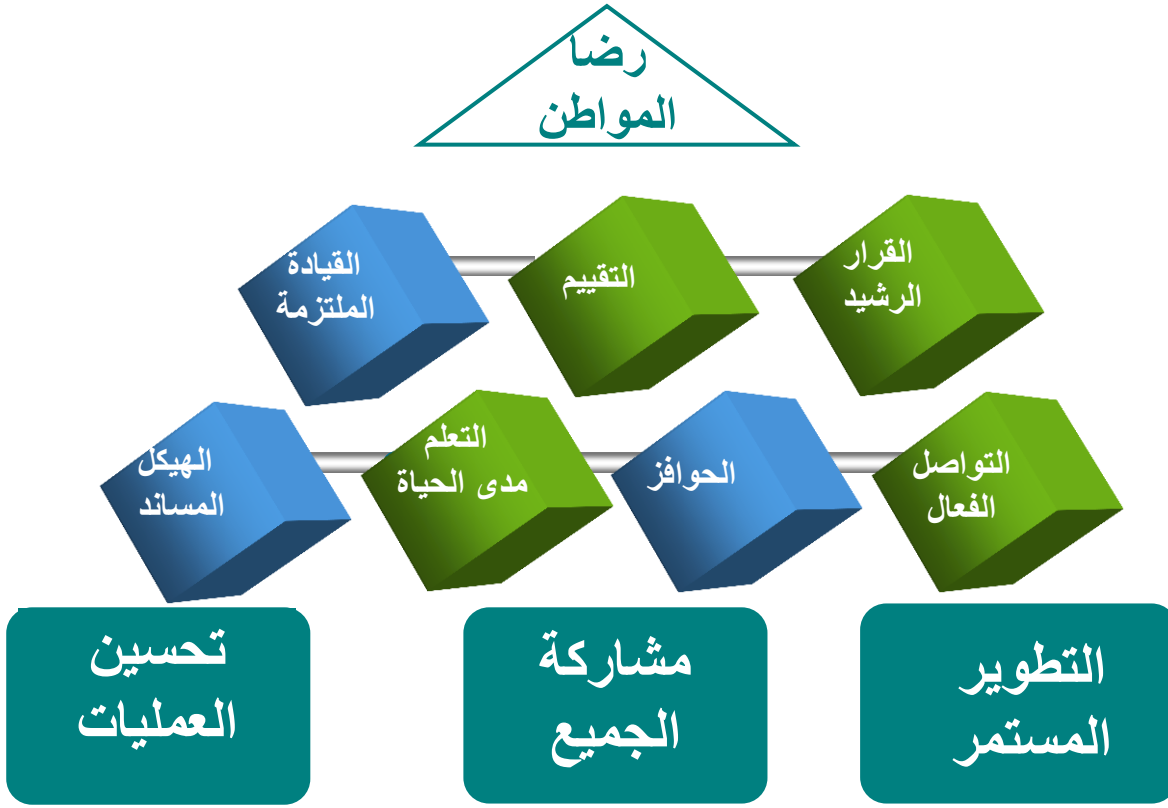 رضا
المواطن
القرار
الرشيد
التقييم
القيادة
الملتزمة
التواصل
الفعال
الحوافز
التعلم
مدى الحياة
الهيكل
المساند
التطوير
المستمر
مشاركة
الجميع
تحسين
العمليات